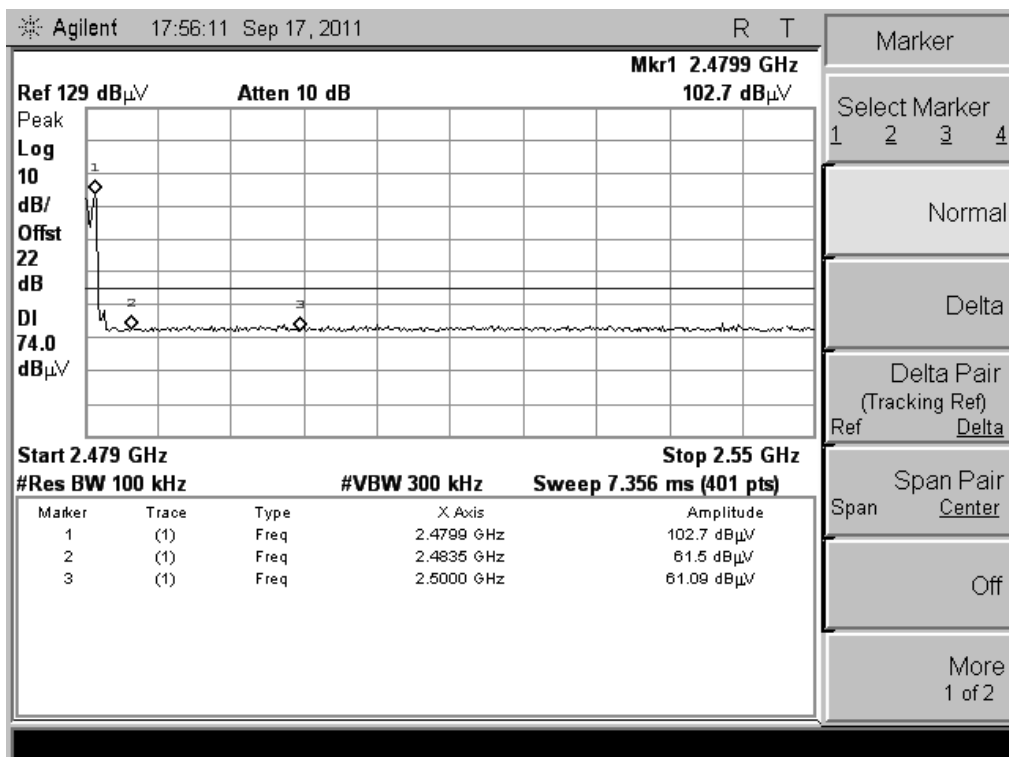 Agilent 17:56:11 Sep 17, 2011 R T
Mkr1 2.4799 GHz
Ref 129 dBµV Atten 10 dB 102.7 dBµV
Peak
Log
10
dB/
Offst
22
dB
DI
74.0
dBµV
1
2
3
Start 2.479 GHz Stop 2.55 GHz
#Res BW 100 kHz #VBW 300 kHz Sweep 7.356 ms (401 pts)
Marker Trace Type X Axis Amplitude
1 (1) Freq 2.4799 GHz 102.7 dBµV
2 (1) Freq 2.4835 GHz 61.5 dBµV
3 (1) Freq 2.5000 GHz 61.09 dBµV
Marker
Select Marker
1 2 3 4
Normal
Delta
Delta Pair
(Tracking Ref)
Ref Delta
Span Pair
Span Center
Off
More
1 of 2